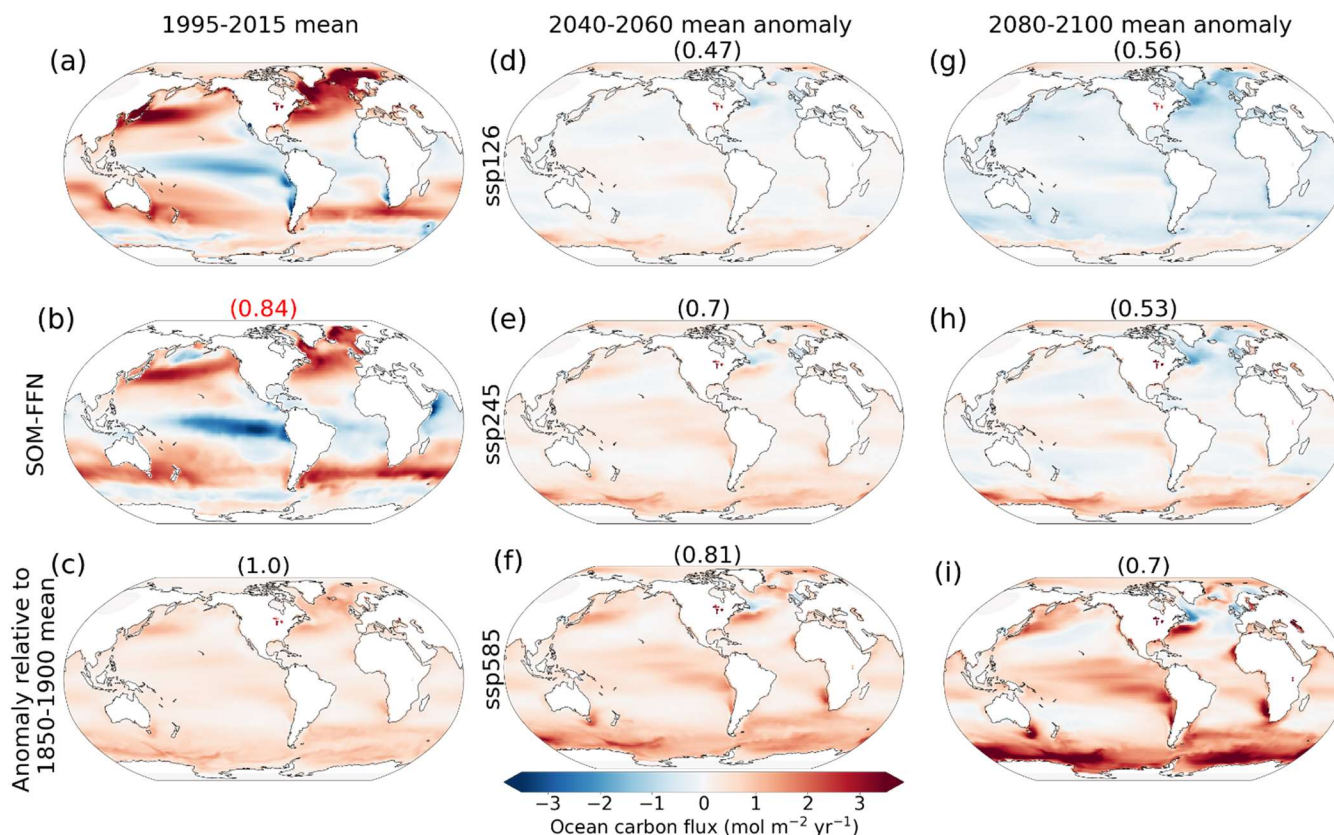 1995-2015 mean
2040-2060 mean anomaly
2080-2100 mean anomaly
(a)
(d)
(0.47)
(g)
(0.56)
ssp126
(b)
(0.84)
SOM-FFN
(e)
(0.7)
ssp245
(h)
(0.53)
(c)
(1.0)
Anomaly relative to
1850-1900 mean
(f)
(0.81)
ssp585
(i)
(0.7)
−3 −2 −1 0 1 2 3
Ocean carbon flux (mol m⁻² yr⁻¹)